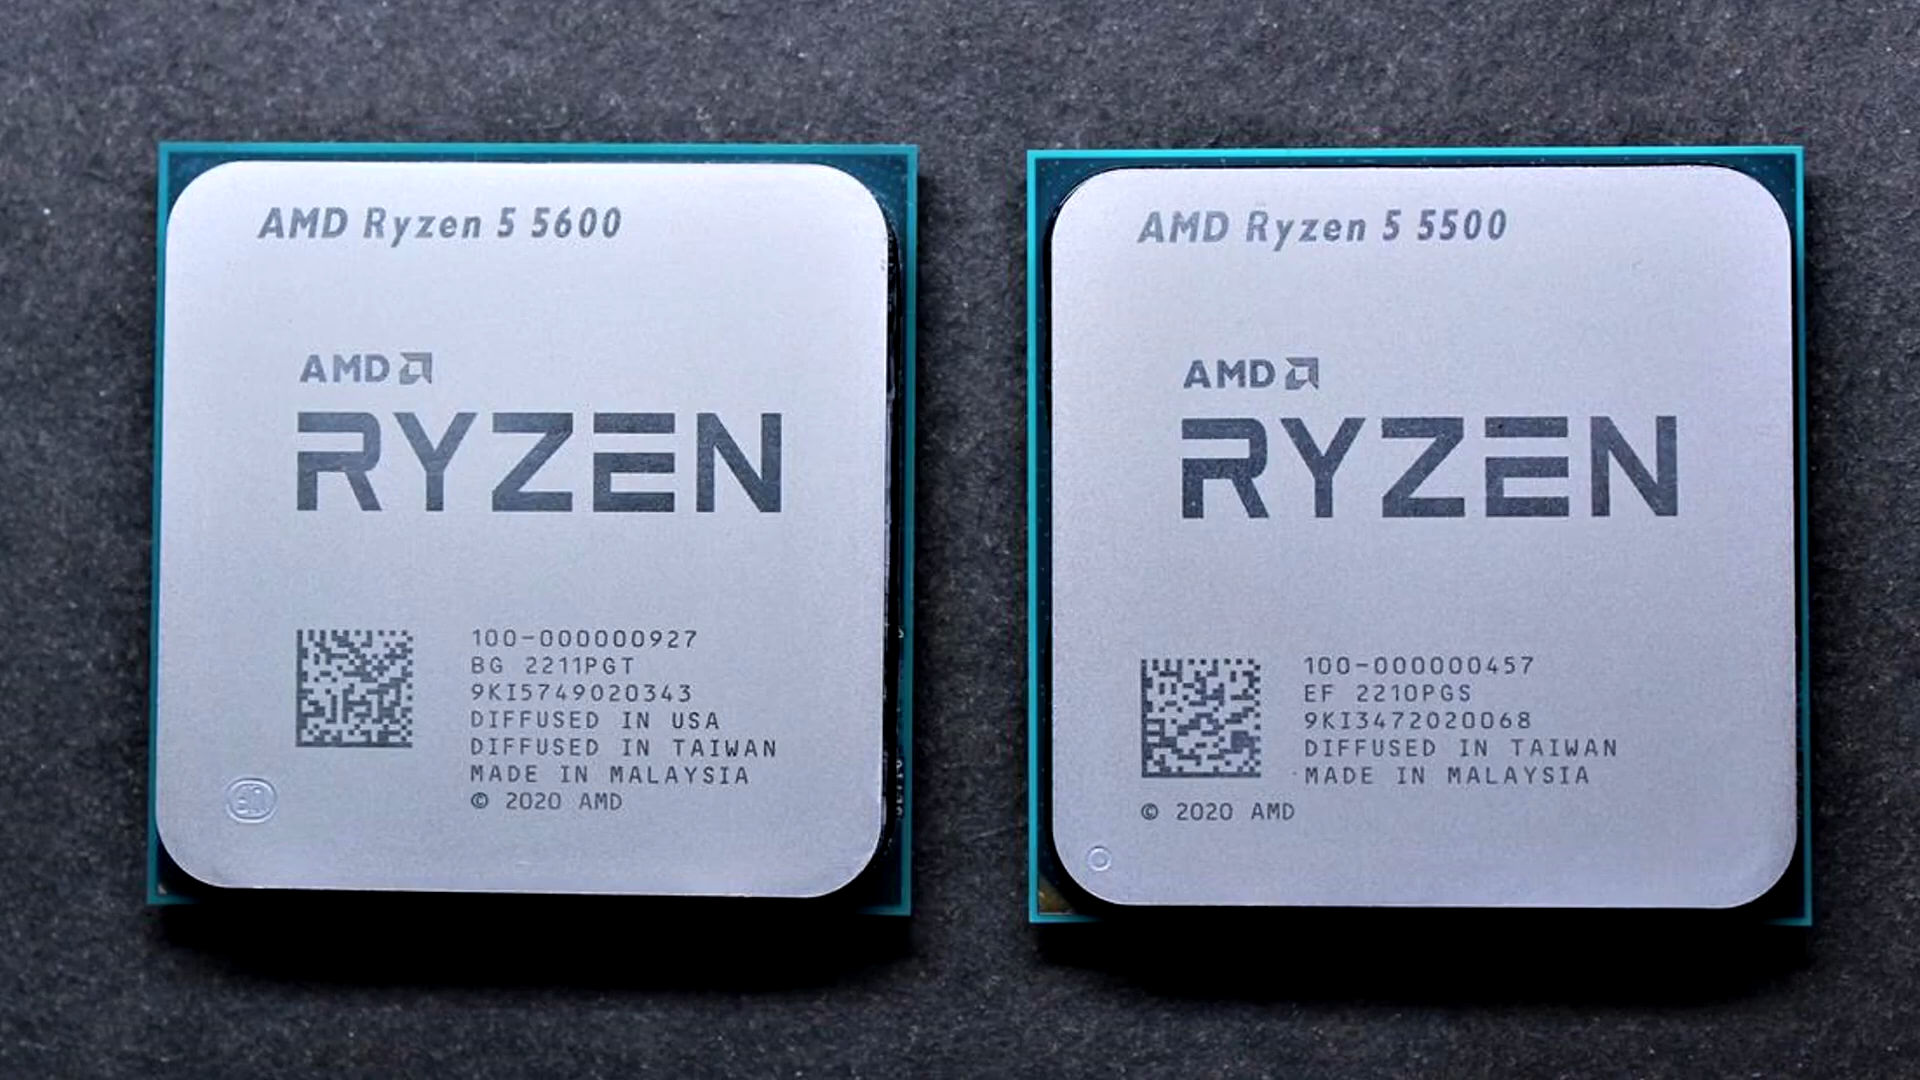 AMD Ryzen 5 5600
AMD
RYZEN
100-000000927
BG 2211PGT
9KI5749020343
DIFFUSED IN USA
DIFFUSED IN TAIWAN
MADE IN MALAYSIA
© 2020 AMD
AMD Ryzen 5 5500
AMD
RYZEN
100-000000457
EF 2210PGS
9KI3472020068
DIFFUSED IN TAIWAN
MADE IN MALAYSIA
© 2020 AMD